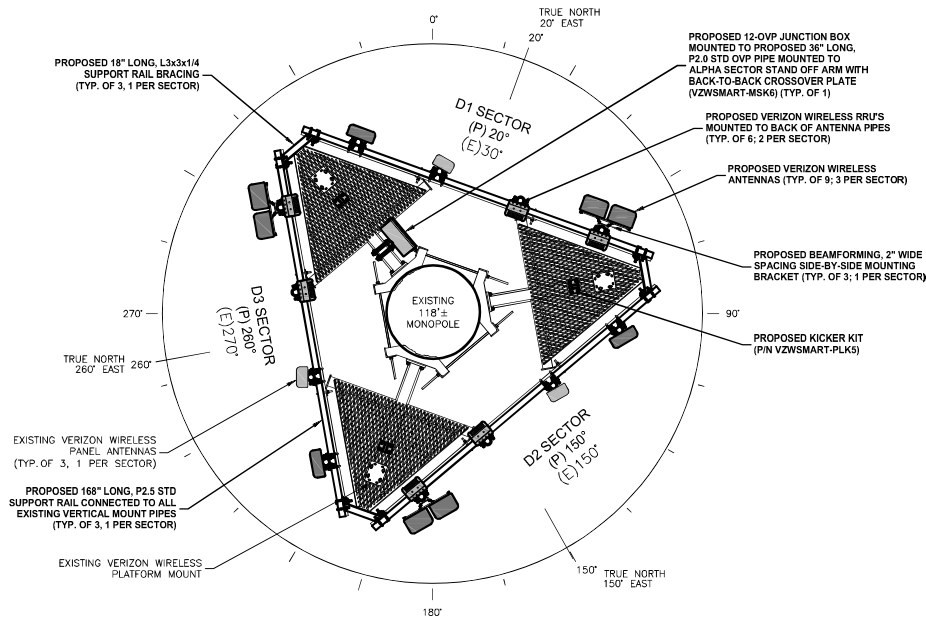 TRUE NORTH
20° EAST
0°
20°
PROPOSED 18" LONG, L3x3x1/4
SUPPORT RAIL BRACING
(TYP. OF 3, 1 PER SECTOR)
PROPOSED 12-OVP JUNCTION BOX
MOUNTED TO PROPOSED 36" LONG,
P2.0 STD OVP PIPE MOUNTED TO
ALPHA SECTOR STAND OFF ARM WITH
BACK-TO-BACK CROSSOVER PLATE
(VZWSMART-MSK6) (TYP. OF 1)
D1 SECTOR
(P) 20°
(E)30°
PROPOSED VERIZON WIRELESS RRU'S
MOUNTED TO BACK OF ANTENNA PIPES
(TYP. OF 6; 2 PER SECTOR)
PROPOSED VERIZON WIRELESS
ANTENNAS (TYP. OF 9; 3 PER SECTOR)
PROPOSED BEAMFORMING, 2" WIDE
SPACING SIDE-BY-SIDE MOUNTING
BRACKET (TYP. OF 3; 1 PER SECTOR)
EXISTING
118'±
MONOPOLE
270°
90°
D3 SECTOR
(P) 260°
(E)270°
PROPOSED KICKER KIT
(P/N VZWSMART-PLK5)
TRUE NORTH
260° EAST
260°
D2 SECTOR
(P) 150°
(E)150°
EXISTING VERIZON WIRELESS
PANEL ANTENNAS
(TYP. OF 3, 1 PER SECTOR)
PROPOSED 168" LONG, P2.5 STD
SUPPORT RAIL CONNECTED TO ALL
EXISTING VERTICAL MOUNT PIPES
(TYP. OF 3, 1 PER SECTOR)
EXISTING VERIZON WIRELESS
PLATFORM MOUNT
150°
TRUE NORTH
150° EAST
180°